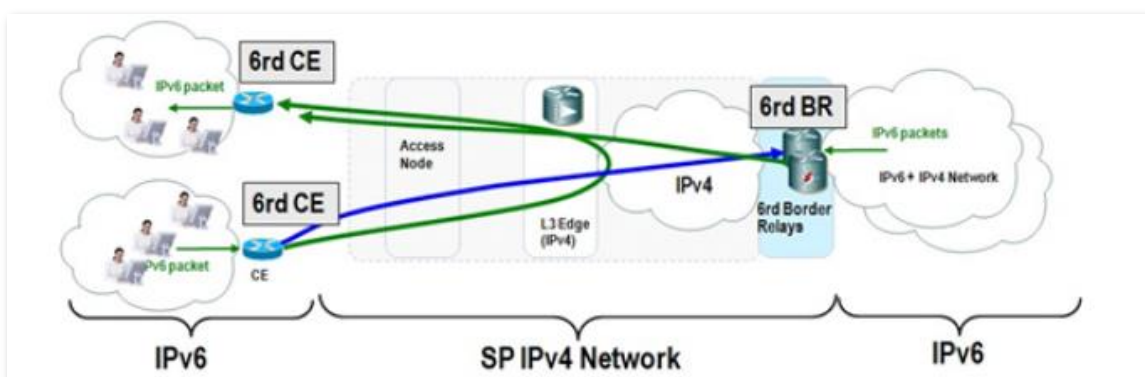 6rd CE
IPv6 packet
6rd BR
IPv6 packets
Access
Node
IPv4
IPv6 + IPv4 Network
6rd CE
L3 Edge
(IPv4)
6rd Border
Relays
Pv6 packet
CE
IPv6
SP IPv4 Network
IPv6